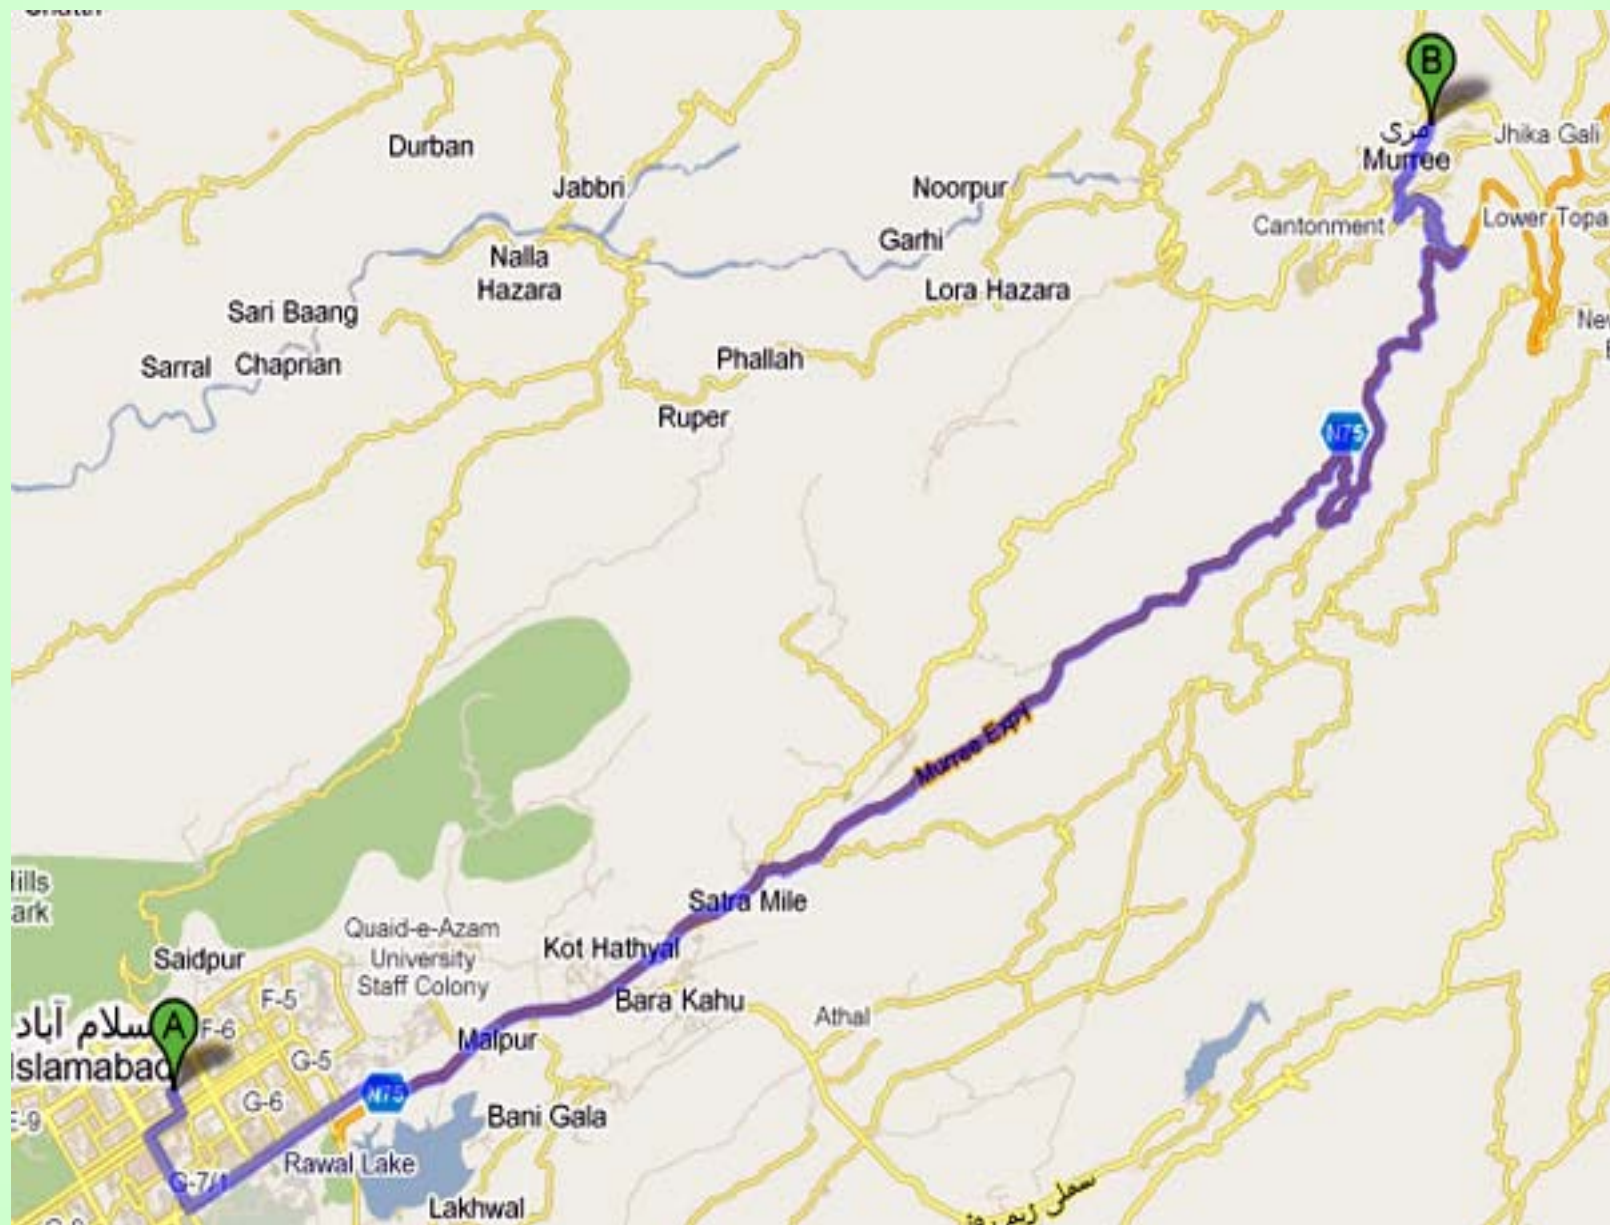 Durban
Jabbri
Noorpur
مری
Murree
Jhika Gali
Cantonment
Lower Topa
Garhi
Nalla
Hazara
Lora Hazara
Sari Baang
Sarral
Chaprian
Phallah
Ruper
N75
Murree Expy
Satra Mile
Kot Hathyal
Quaid-e-Azam
University
Staff Colony
Bara Kahu
Athal
Saidpur
F-5
F-6
B
A
سلام آباد
Islamabad
G-5
G-6
Malpur
N75
Bani Gala
Rawal Lake
G-7/1
Lakhwal